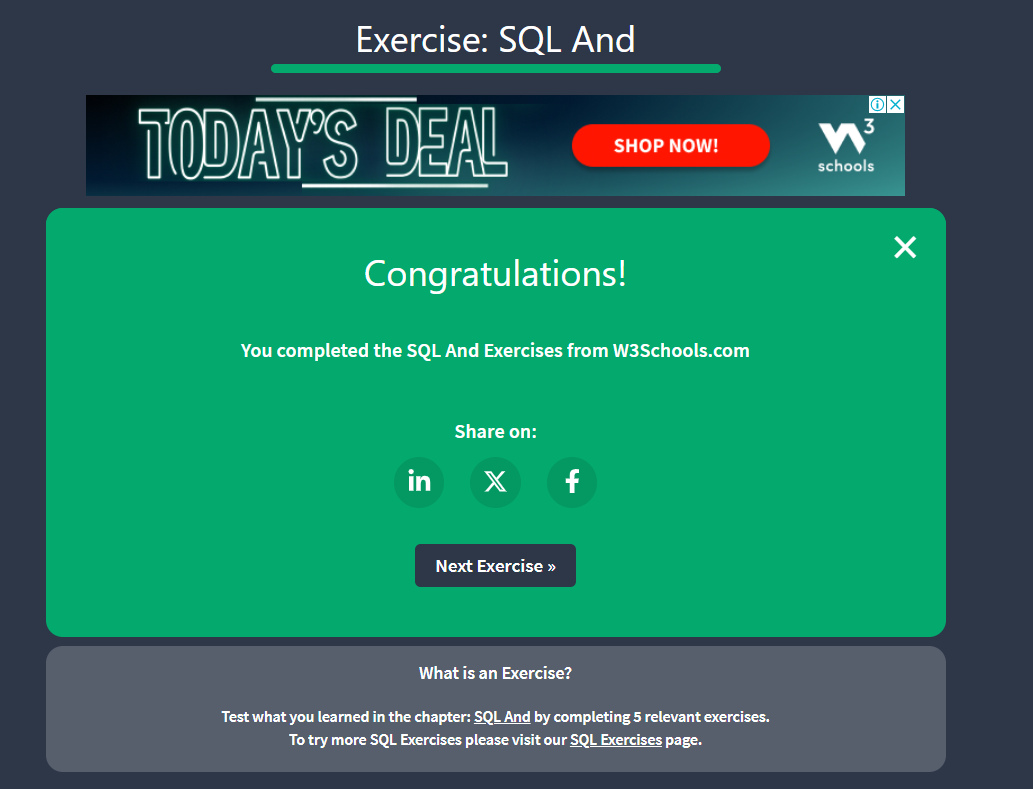 Exercise: SQL And
TODAY'S DEAL
SHOP NOW!
W3
schools
Congratulations!
You completed the SQL And Exercises from W3Schools.com
Share on:
in
X
f
Next Exercise »
What is an Exercise?
Test what you learned in the chapter: SQL And by completing 5 relevant exercises.
To try more SQL Exercises please visit our SQL Exercises page.